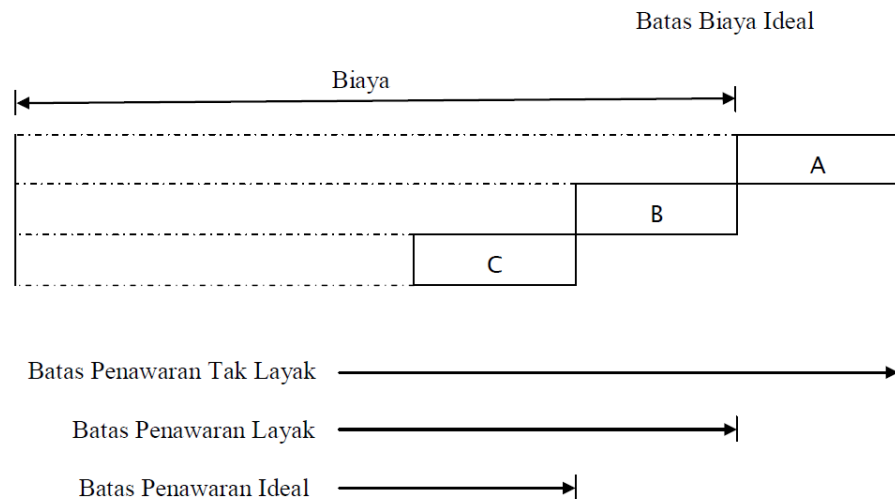 Batas Biaya Ideal
Biaya
A
B
C
Batas Penawaran Tak Layak
Batas Penawaran Layak
Batas Penawaran Ideal